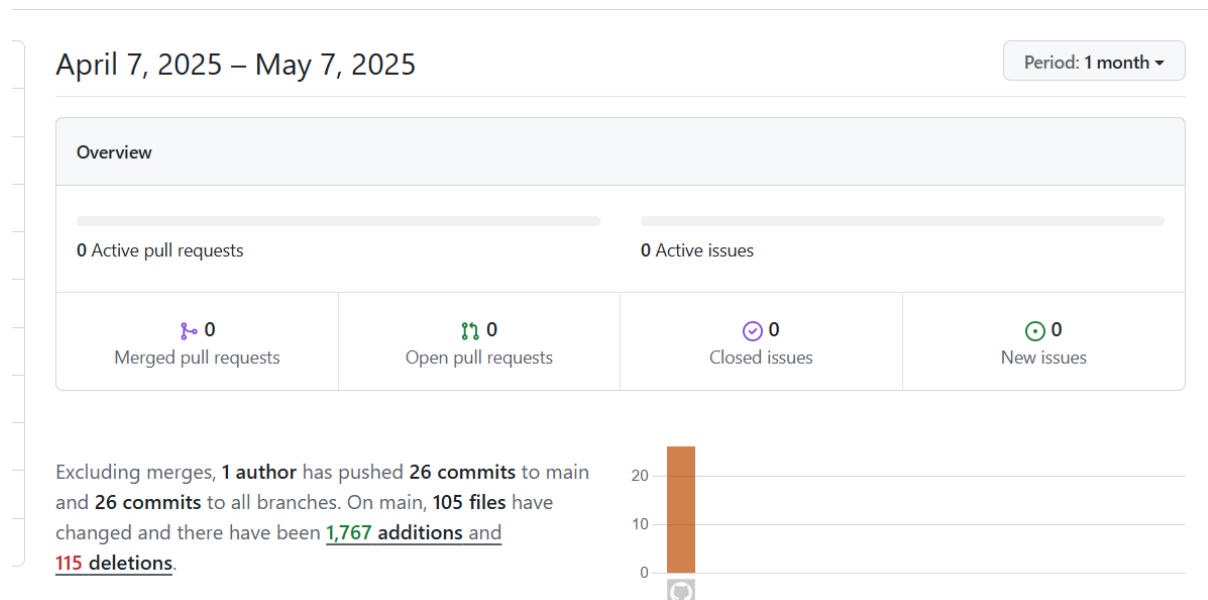 April 7, 2025 – May 7, 2025
Period: 1 month
Overview
0 Active pull requests
0 Active issues
0
Merged pull requests
0
Open pull requests
0
Closed issues
0
New issues
Excluding merges, 1 author has pushed 26 commits to main
and 26 commits to all branches. On main, 105 files have
changed and there have been 1,767 additions and
115 deletions.
20
10
0